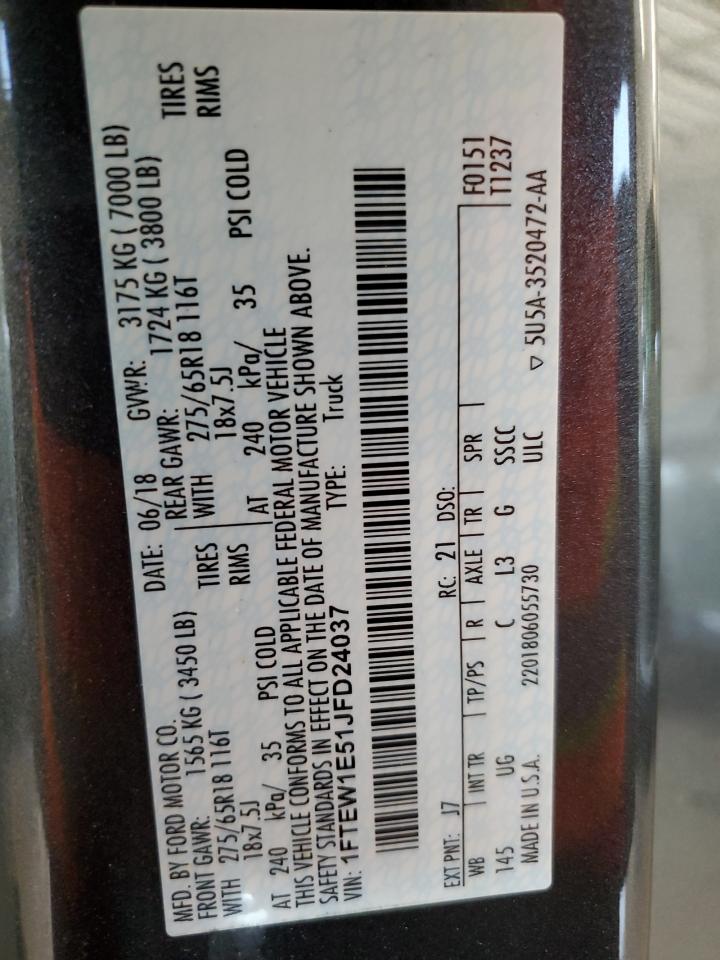 MFD. BY FORD MOTOR CO. DATE: 06/18 GVWR: 3175 KG ( 7000 LB)
FRONT GAWR: 1565 KG ( 3450 LB) REAR GAWR: 1724 KG ( 3800 LB)
WITH 275/65R18 116T TIRES WITH 275/65R18 116T TIRES
18x7.5J RIMS 18x7.5J RIMS
AT 240 kPa/ 35 PSI COLD AT 240 kPa/ 35 PSI COLD
THIS VEHICLE CONFORMS TO ALL APPLICABLE FEDERAL MOTOR VEHICLE
SAFETY STANDARDS IN EFFECT ON THE DATE OF MANUFACTURE SHOWN ABOVE.
VIN: 1FTEW1E51JFD24037 TYPE: Truck
EXT PNT: J7 RC: 21 DSO: F0151
WB INT TR TP/PS R AXLE TR SPR T1237
145 UG C L3 G SSCC
MADE IN U.S.A. 2201806055730 ULC ▽ 5U5A-3520472-AA